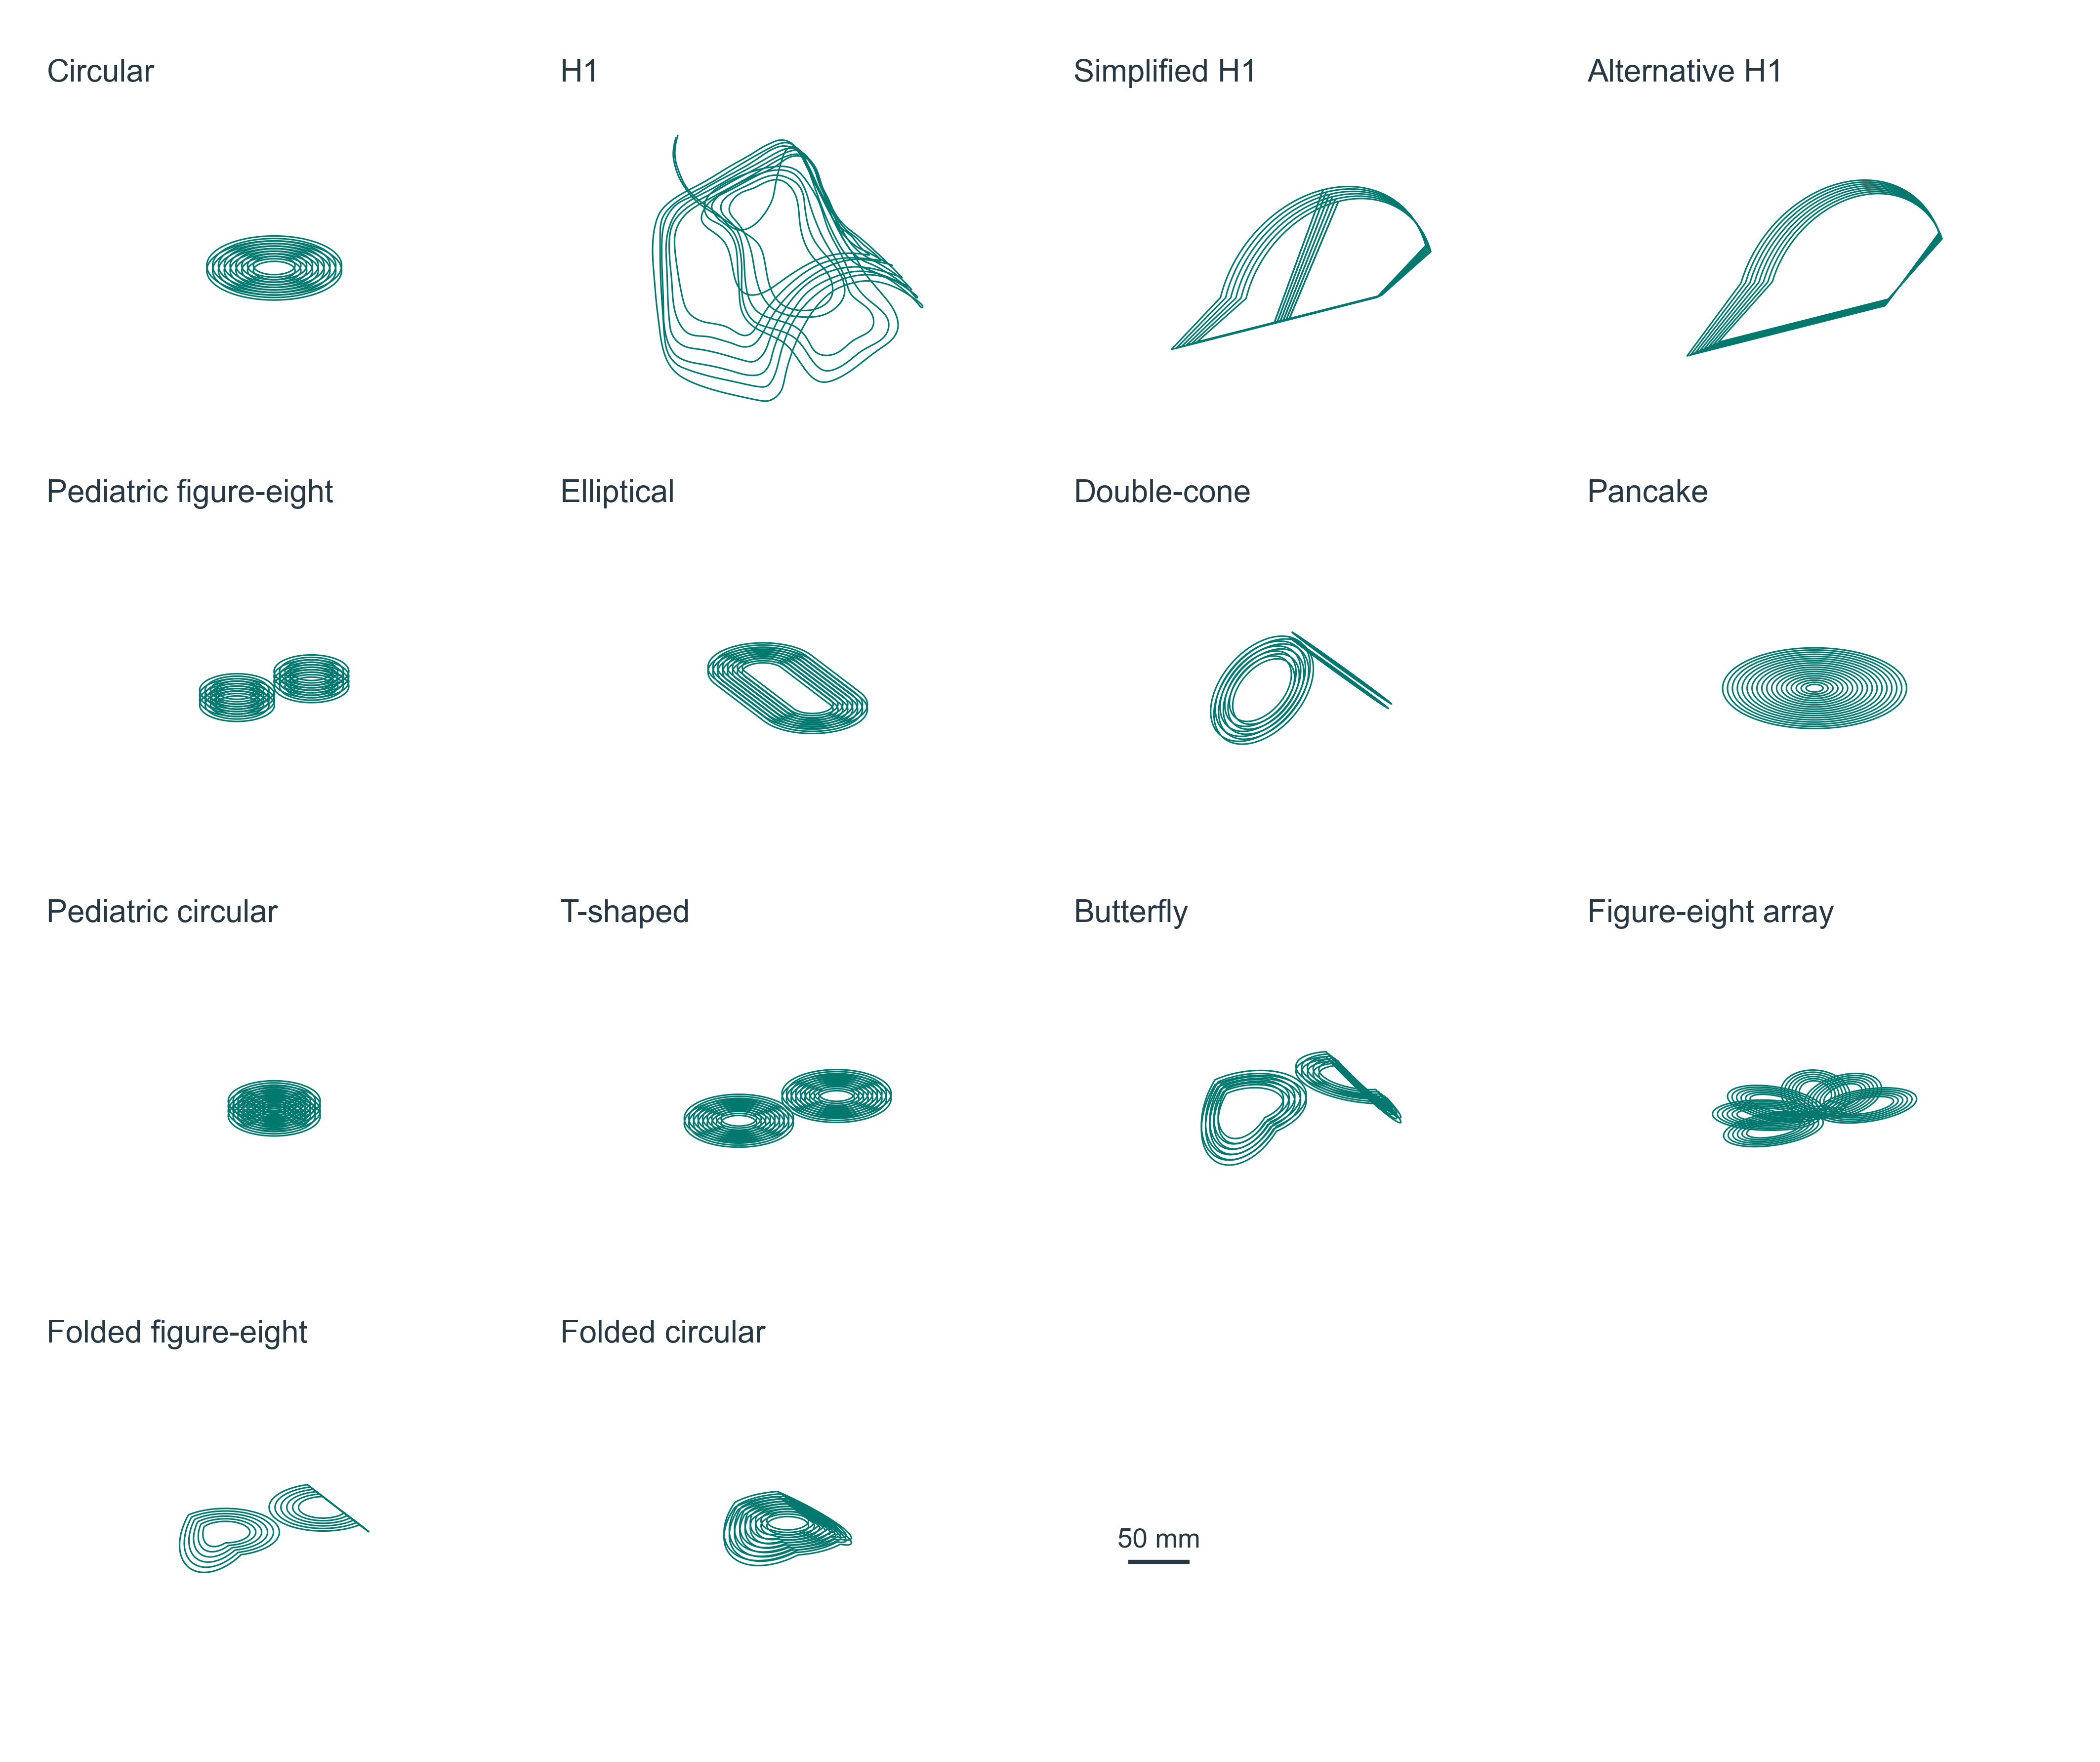 Circular
H1
Simplified H1
Alternative H1
Pediatric figure-eight
Elliptical
Double-cone
Pancake
Pediatric circular
T-shaped
Butterfly
Figure-eight array
Folded figure-eight
Folded circular
50 mm